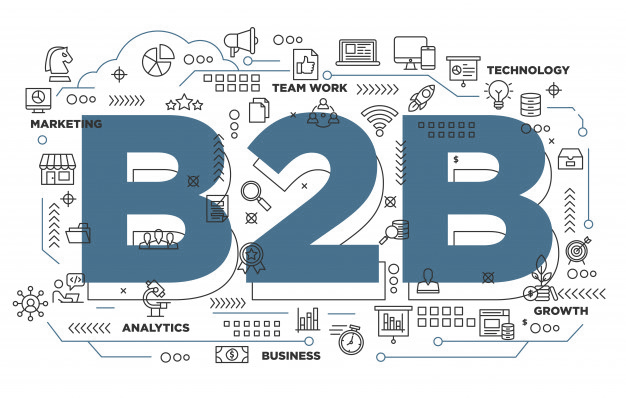 TEAM WORK
TECHNOLOGY
MARKETING
B2B
$
ANALYTICS
BUSINESS
$
$
GROWTH